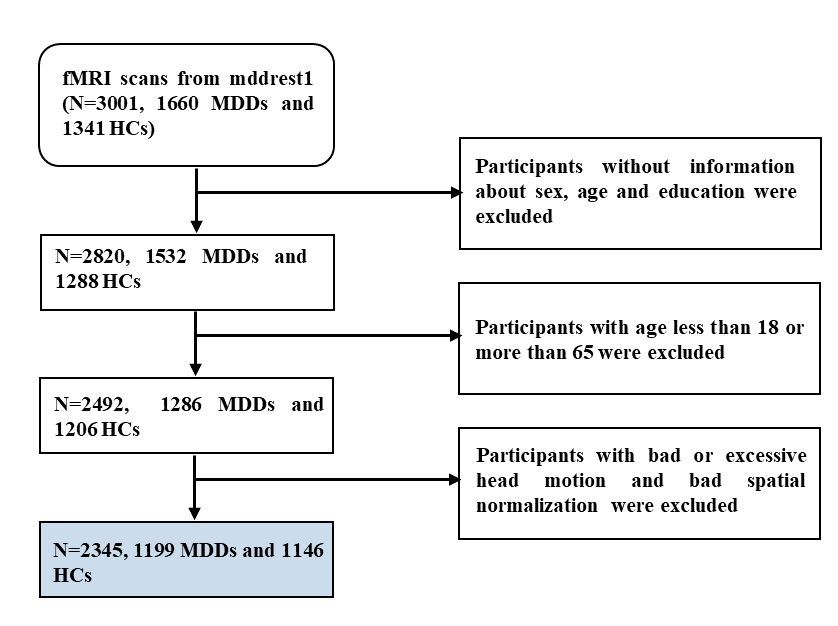 fMRI scans from mddrest1
(N=3001, 1660 MDDs and
1341 HCs)
Participants without information
about sex, age and education were
excluded
N=2820, 1532 MDDs and
1288 HCs
Participants with age less than 18 or
more than 65 were excluded
N=2492, 1286 MDDs and
1206 HCs
Participants with bad or excessive
head motion and bad spatial
normalization were excluded
N=2345, 1199 MDDs and 1146
HCs